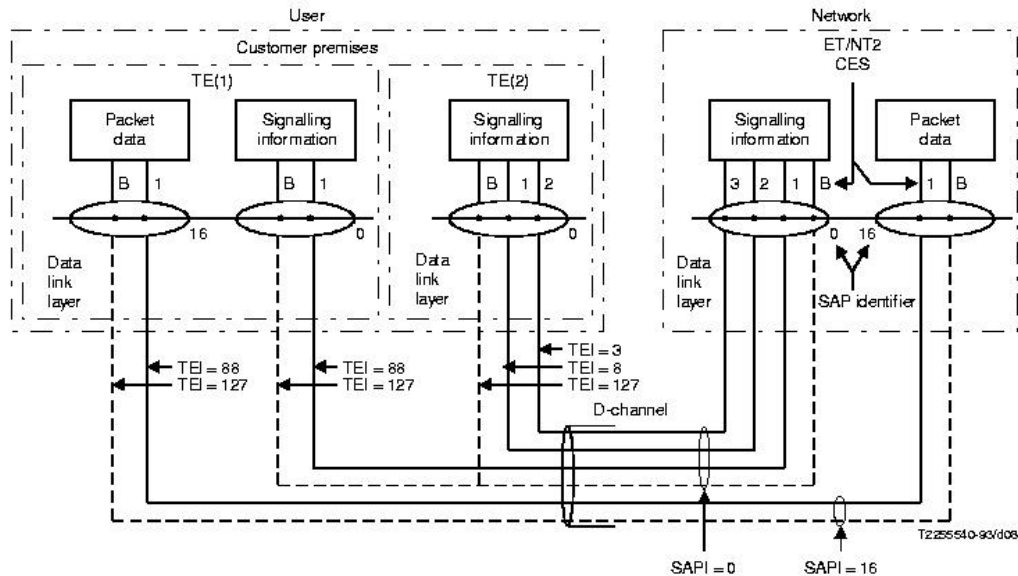 User
Network
Customer premises
ET/NT2
CES
TE(1)
TE(2)
Packet
data
Signalling
information
Signalling
information
Signalling
information
Packet
data
B 1
B 1
B 1 2
3 2 1 B
1 B
16
0
0
0 16
Data
link
layer
Data
link
layer
Data
link
layer
SAP identifier
TEI = 88
TEI = 127
TEI = 88
TEI = 127
TEI = 3
TEI = 8
TEI = 127
D-channel
T2255540-93/d08
SAPI = 0
SAPI = 16